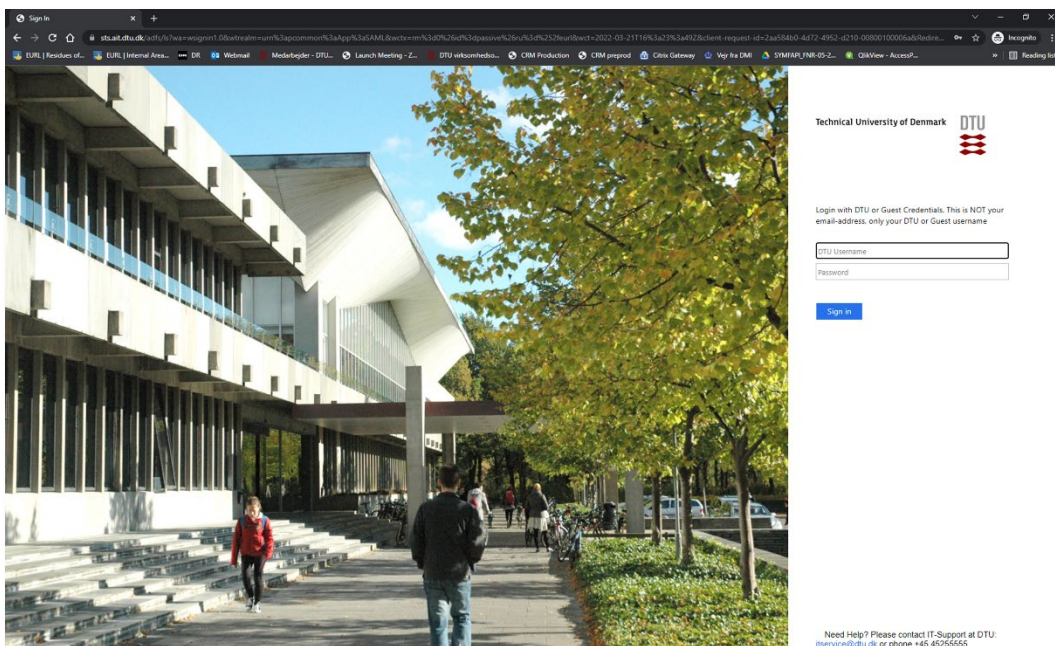 Sign In
sts.ait.dtu.dk/adfs/ls?wa=wsignin1.0&wtrealm=urn%3apcommon%3aApp%3aSAML&wctx=rm%3d0%26id%3dpassive%26ru%3d%252feurl&wct=2022-03-21T16%3a23%3a49Z&client-request-id=2aa584b0-4d72-4952-d210-00800100006a&Redire...
Incognito
EURL | Residues of... EURL | Internal Area... DR Webmail Medarbejder - DTU... Launch Meeting - Z... DTU virksomhedso... CRM Production CRM preprod Citrix Gateway Vejr fra DMI SYMFAPI_FNR-05-2... QlikView - AccessP... » Reading list
Technical University of Denmark DTU
Login with DTU or Guest Credentials. This is NOT your
email-address, only your DTU or Guest username
DTU Username
Password
Sign in
Need Help? Please contact IT-Support at DTU:
itservice@dtu.dk or phone +45 45255555